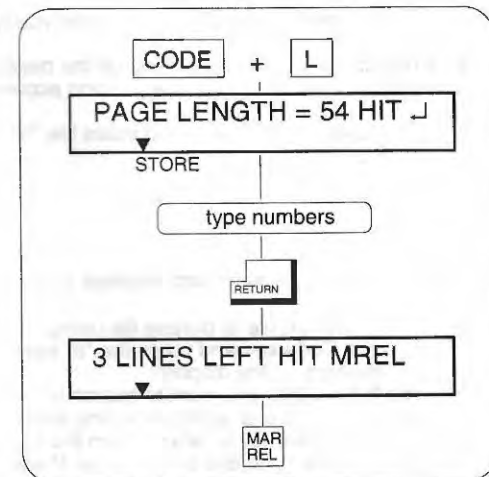 CODE + L
PAGE LENGTH = 54 HIT ↵
STORE
type numbers
RETURN
3 LINES LEFT HIT MREL
MAR
REL